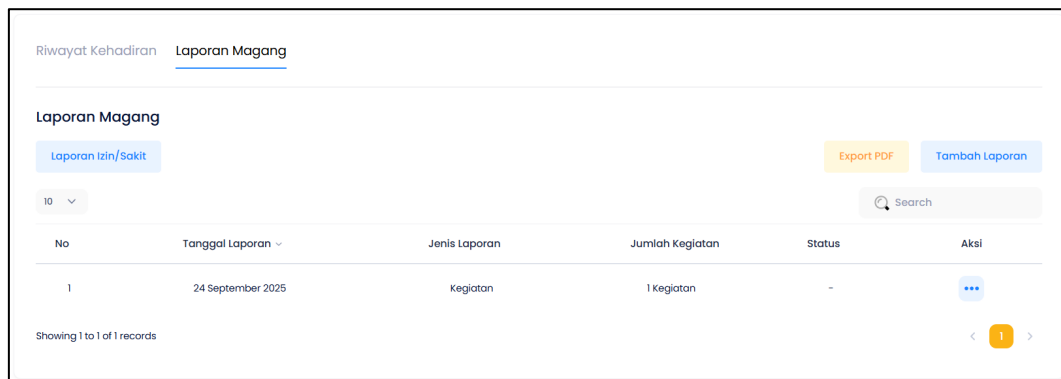 Riwayat Kehadiran Laporan Magang
Laporan Magang
Laporan Izin/Sakit Export PDF Tambah Laporan
10 Search
No Tanggal Laporan Jenis Laporan Jumlah Kegiatan Status Aksi
1 24 September 2025 Kegiatan 1 Kegiatan -
Showing 1 to 1 of 1 records 1